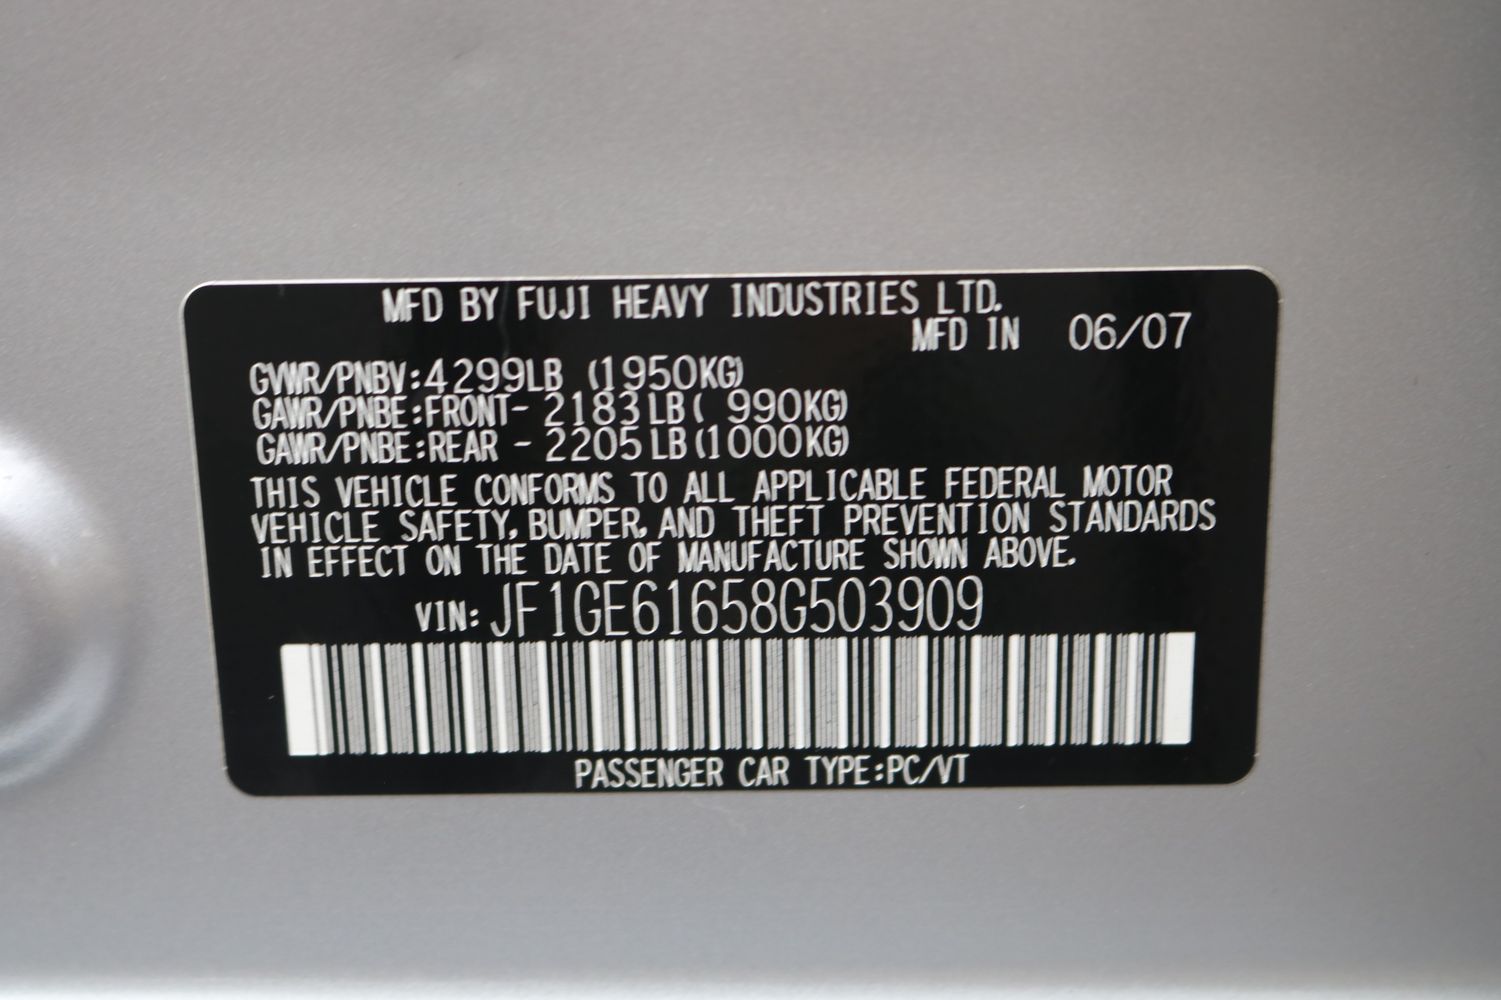 MFD BY FUJI HEAVY INDUSTRIES LTD.
MFD IN 06/07
GVWR/PNBV:4299LB (1950KG)
GAWR/PNBE:FRONT- 2183LB( 990KG)
GAWR/PNBE:REAR - 2205LB(1000KG)
THIS VEHICLE CONFORMS TO ALL APPLICABLE FEDERAL MOTOR
VEHICLE SAFETY, BUMPER, AND THEFT PREVENTION STANDARDS
IN EFFECT ON THE DATE OF MANUFACTURE SHOWN ABOVE.
VIN: JF1GE61658G503909
PASSENGER CAR TYPE:PC/VT